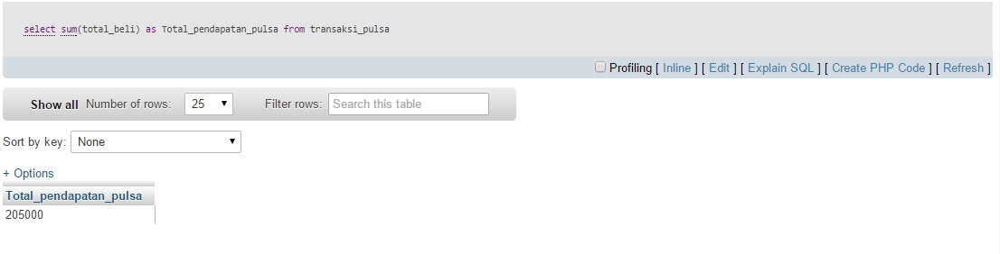 select sum(total_beli) as Total_pendapatan_pulsa from transaksi_pulsa
Profiling [ Inline ] [ Edit ] [ Explain SQL ] [ Create PHP Code ] [ Refresh ]
Show all Number of rows: 25 Filter rows: Search this table
Sort by key: None
+ Options
Total_pendapatan_pulsa
205000